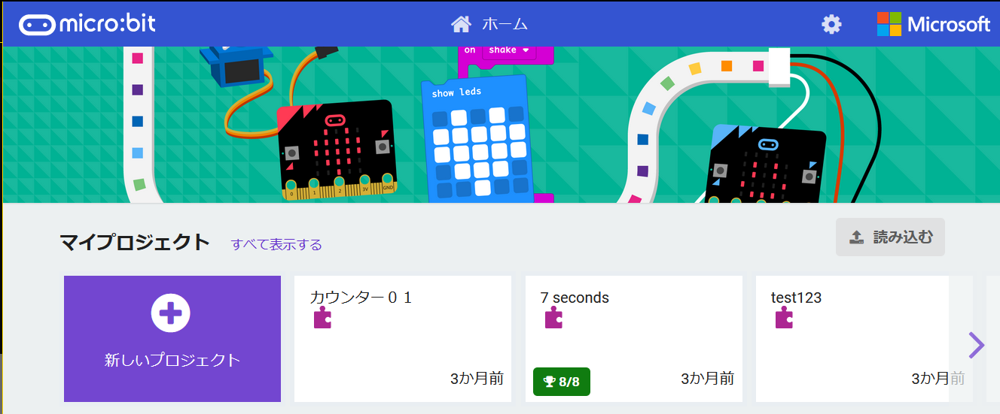 micro:bit
ホーム
Microsoft
on shake
show leds
0 1 2 3V GND
マイプロジェクト
すべて表示する
読み込む
新しいプロジェクト
カウンター０１
3か月前
7 seconds
8/8
3か月前
test123
3か月前